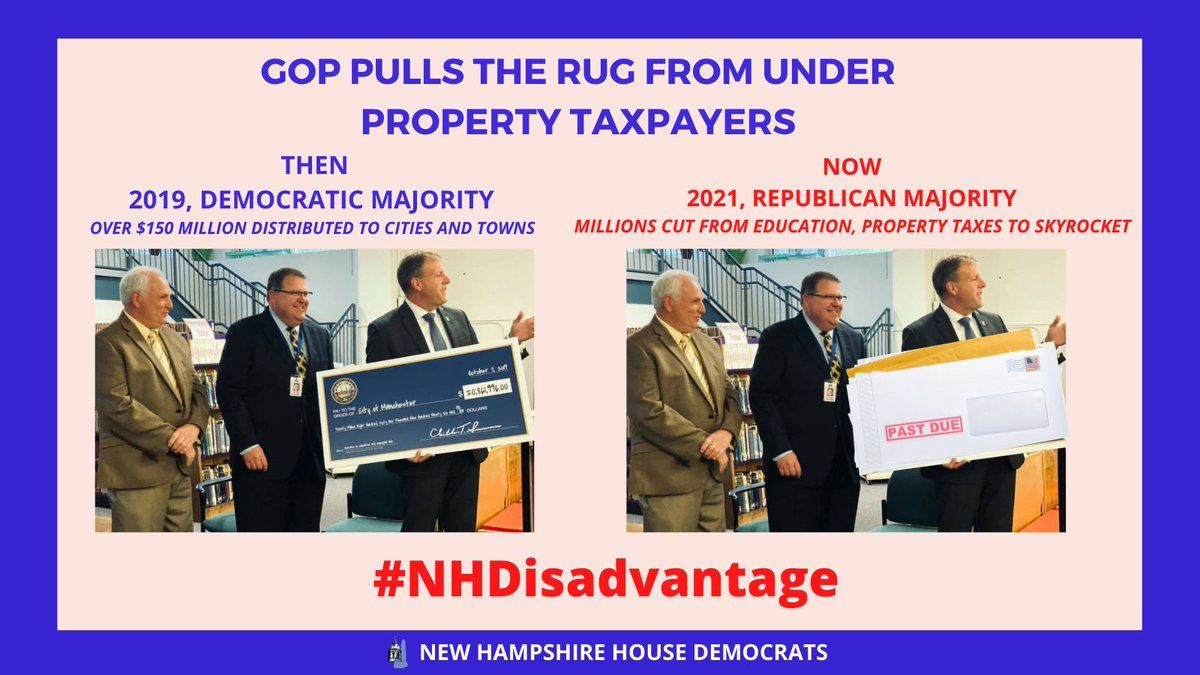 GOP PULLS THE RUG FROM UNDER
PROPERTY TAXPAYERS
THEN
2019, DEMOCRATIC MAJORITY
OVER $150 MILLION DISTRIBUTED TO CITIES AND TOWNS
NOW
2021, REPUBLICAN MAJORITY
MILLIONS CUT FROM EDUCATION, PROPERTY TAXES TO SKYROCKET
October 7, 2019
PAY TO THE
ORDER OF City of Manchester
$ 20,861,996.00
DOLLARS
PAST DUE
#NHDisadvantage
NEW HAMPSHIRE HOUSE DEMOCRATS